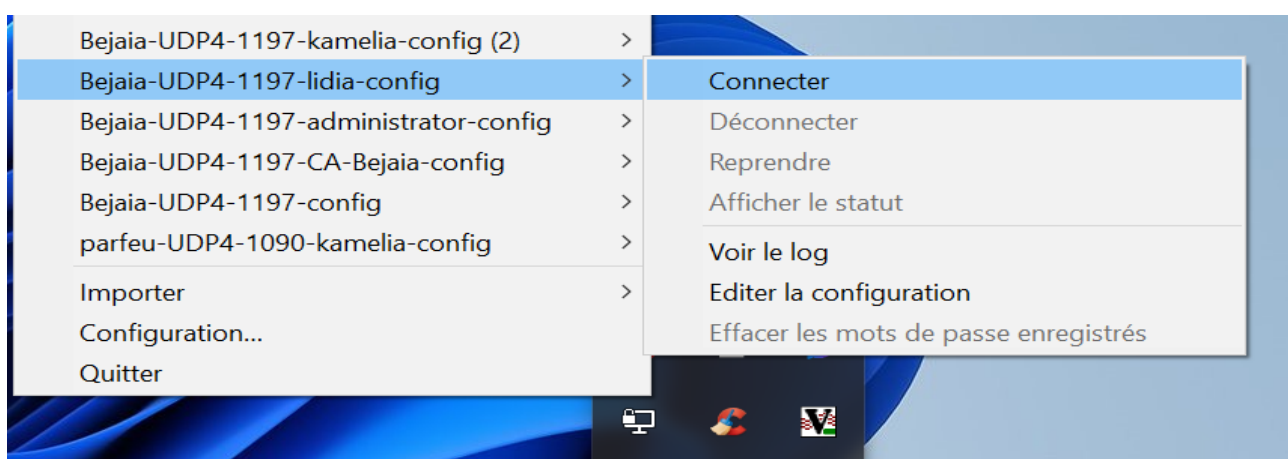 Bejaia-UDP4-1197-kamelia-config (2)
Bejaia-UDP4-1197-lidia-config
Bejaia-UDP4-1197-administrator-config
Bejaia-UDP4-1197-CA-Bejaia-config
Bejaia-UDP4-1197-config
parfeu-UDP4-1090-kamelia-config
Importer
Configuration...
Quitter
Connecter
Déconnecter
Reprendre
Afficher le statut
Voir le log
Editer la configuration
Effacer les mots de passe enregistrés
V